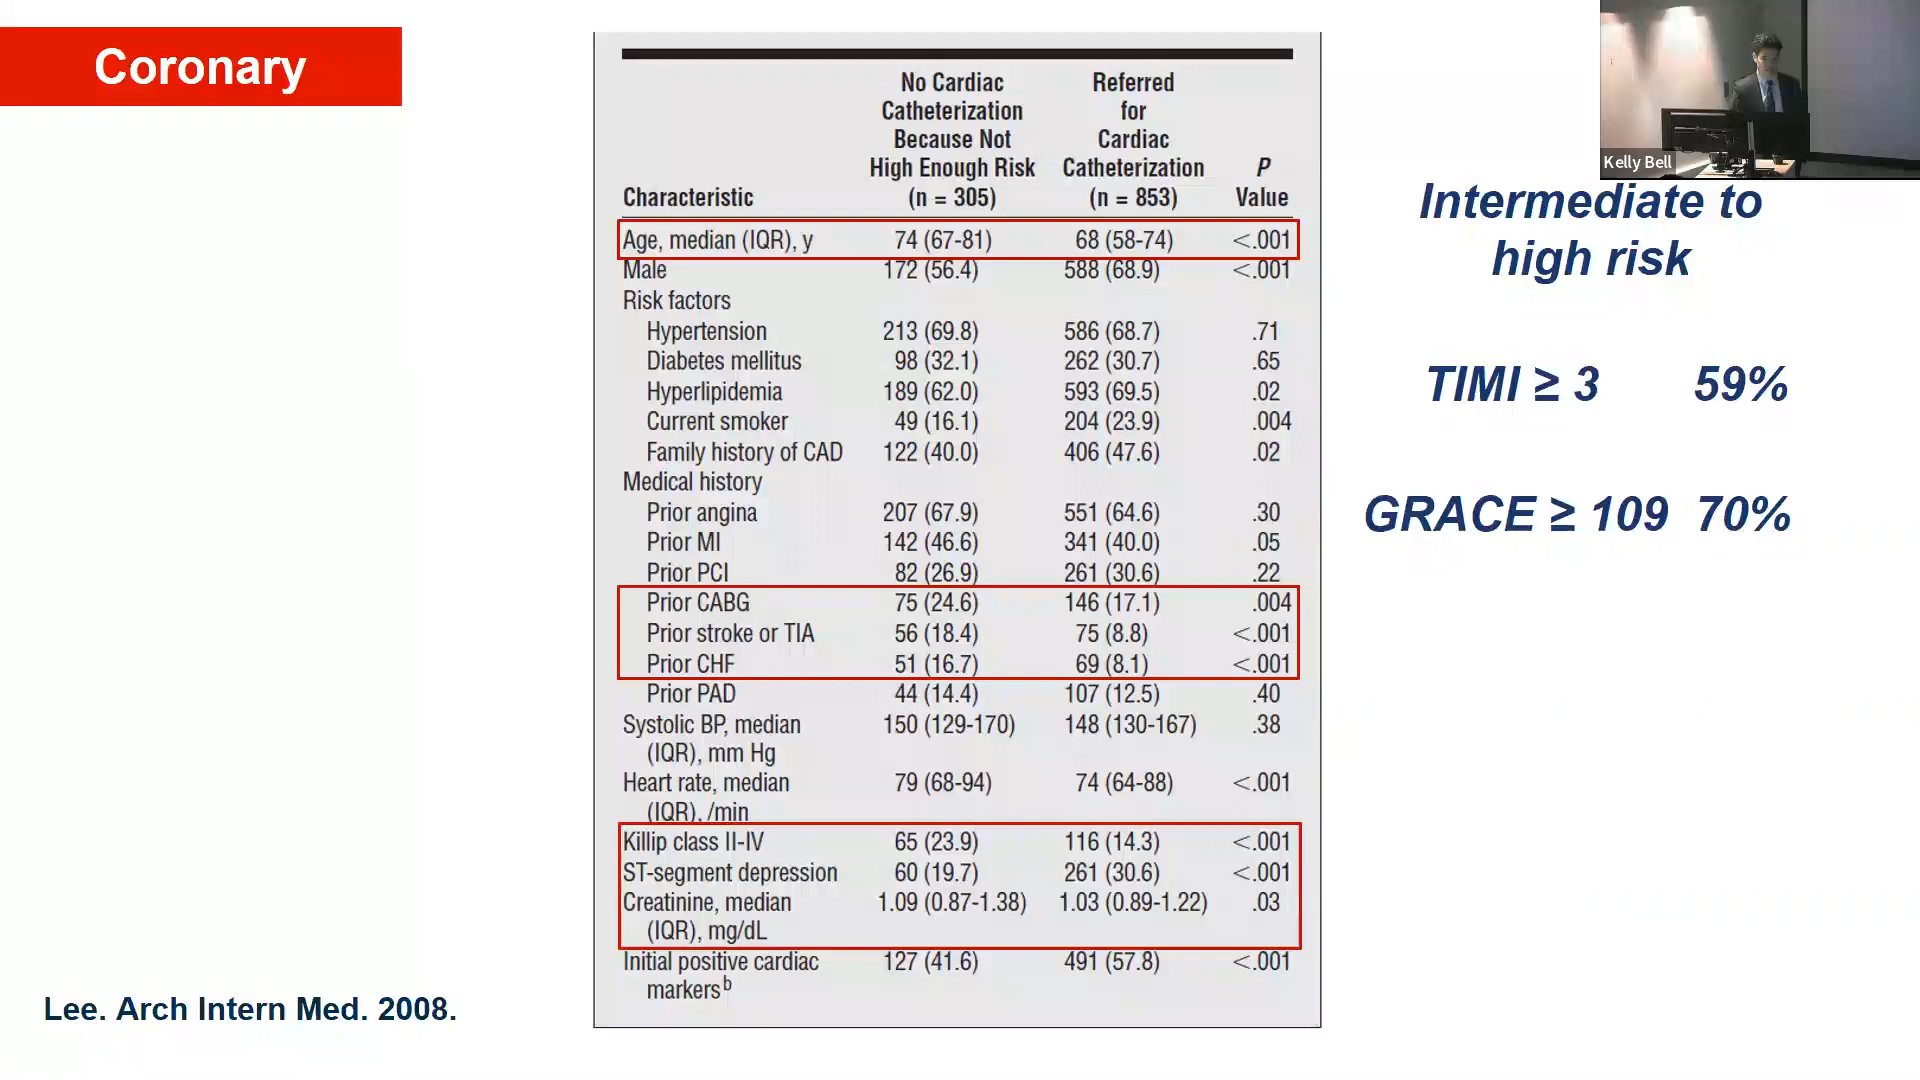 Coronary
No Cardiac
Catheterization
Because Not
High Enough Risk
(n = 305)
Referred
for
Cardiac
Catheterization
(n = 853)
P
Value
Characteristic
Age, median (IQR), y 74 (67-81) 68 (58-74) <.001
Male 172 (56.4) 588 (68.9) <.001
Risk factors
Hypertension 213 (69.8) 586 (68.7) .71
Diabetes mellitus 98 (32.1) 262 (30.7) .65
Hyperlipidemia 189 (62.0) 593 (69.5) .02
Current smoker 49 (16.1) 204 (23.9) .004
Family history of CAD 122 (40.0) 406 (47.6) .02
Medical history
Prior angina 207 (67.9) 551 (64.6) .30
Prior MI 142 (46.6) 341 (40.0) .05
Prior PCI 82 (26.9) 261 (30.6) .22
Prior CABG 75 (24.6) 146 (17.1) .004
Prior stroke or TIA 56 (18.4) 75 (8.8) <.001
Prior CHF 51 (16.7) 69 (8.1) <.001
Prior PAD 44 (14.4) 107 (12.5) .40
Systolic BP, median 150 (129-170) 148 (130-167) .38
(IQR), mm Hg
Heart rate, median 79 (68-94) 74 (64-88) <.001
(IQR), /min
Killip class II-IV 65 (23.9) 116 (14.3) <.001
ST-segment depression 60 (19.7) 261 (30.6) <.001
Creatinine, median 1.09 (0.87-1.38) 1.03 (0.89-1.22) .03
(IQR), mg/dL
Initial positive cardiac 127 (41.6) 491 (57.8) <.001
markersb
Kelly Bell
Intermediate to
high risk
TIMI ≥ 3 59%
GRACE ≥ 109 70%
Lee. Arch Intern Med. 2008.